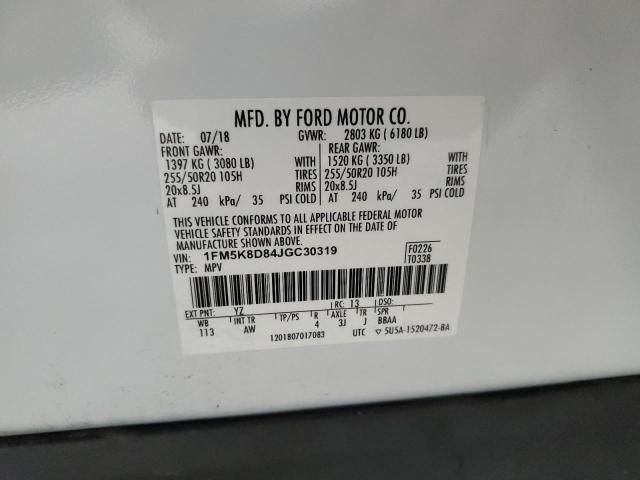 MFD. BY FORD MOTOR CO.
DATE: 07/18 GVWR: 2803 KG ( 6180 LB)
FRONT GAWR: REAR GAWR:
1397 KG ( 3080 LB) WITH 1520 KG ( 3350 LB) WITH
255/50R20 105H TIRES 255/50R20 105H TIRES
20x8.5J RIMS 20x8.5J RIMS
AT 240 kPa/ 35 PSI COLD AT 240 kPa/ 35 PSI COLD
THIS VEHICLE CONFORMS TO ALL APPLICABLE FEDERAL MOTOR
VEHICLE SAFETY STANDARDS IN EFFECT ON THE DATE OF MANUFACTURE
SHOWN ABOVE.
VIN: 1FM5K8D84JGC30319 F0226
TYPE: MPV T0338
EXT PNT: YZ RC: 13 DSO:
WB INT TR TP/PS R AXLE TR SPR
113 AW 4 3J J BBAA
1201807017083 UTC ▽ 5U5A-1520472-BA